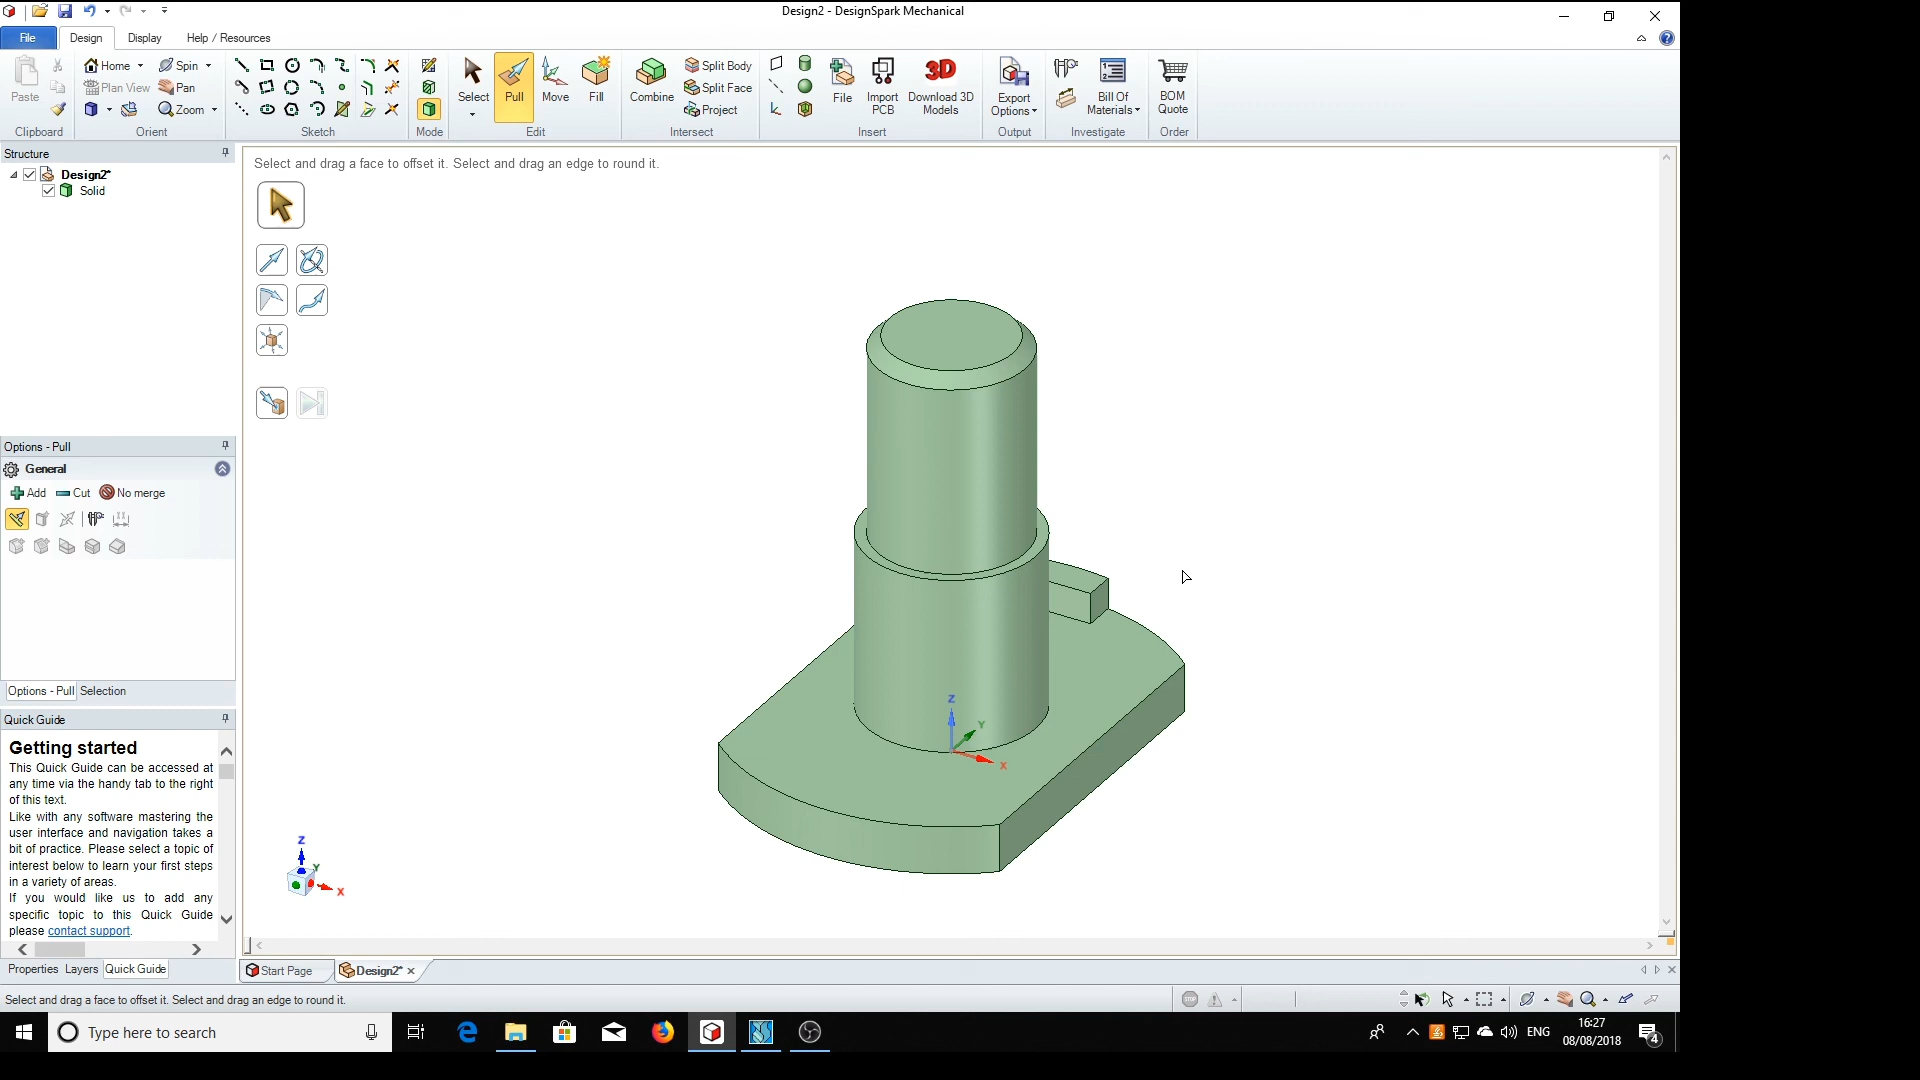 Design2 - DesignSpark Mechanical
File Design Display Help / Resources
Home Spin Split Body
Plan View Pan Split Face
Paste Select Pull Move Fill Combine File Import PCB Download 3D Models Export Options Bill Of Materials BOM Quote
3D
Zoom Project
Clipboard Orient Sketch Mode Edit Intersect Insert Output Investigate Order
Structure
Select and drag a face to offset it. Select and drag an edge to round it.
Design2*
Solid
Options - Pull
General
Add Cut No merge
Options - Pull Selection
Quick Guide
Getting started
This Quick Guide can be accessed at
any time via the handy tab to the right
of this text.
Like with any software mastering the
user interface and navigation takes a
bit of practice. Please select a topic of
interest below to learn your first steps
in a variety of areas.
If you would like us to add any
specific topic to this Quick Guide
please contact support.
Z
Y
X
Z
Y
X
Properties Layers Quick Guide
Start Page Design2*
Select and drag a face to offset it. Select and drag an edge to round it.
STOP
Type here to search
ENG
16:27
08/08/2018
4